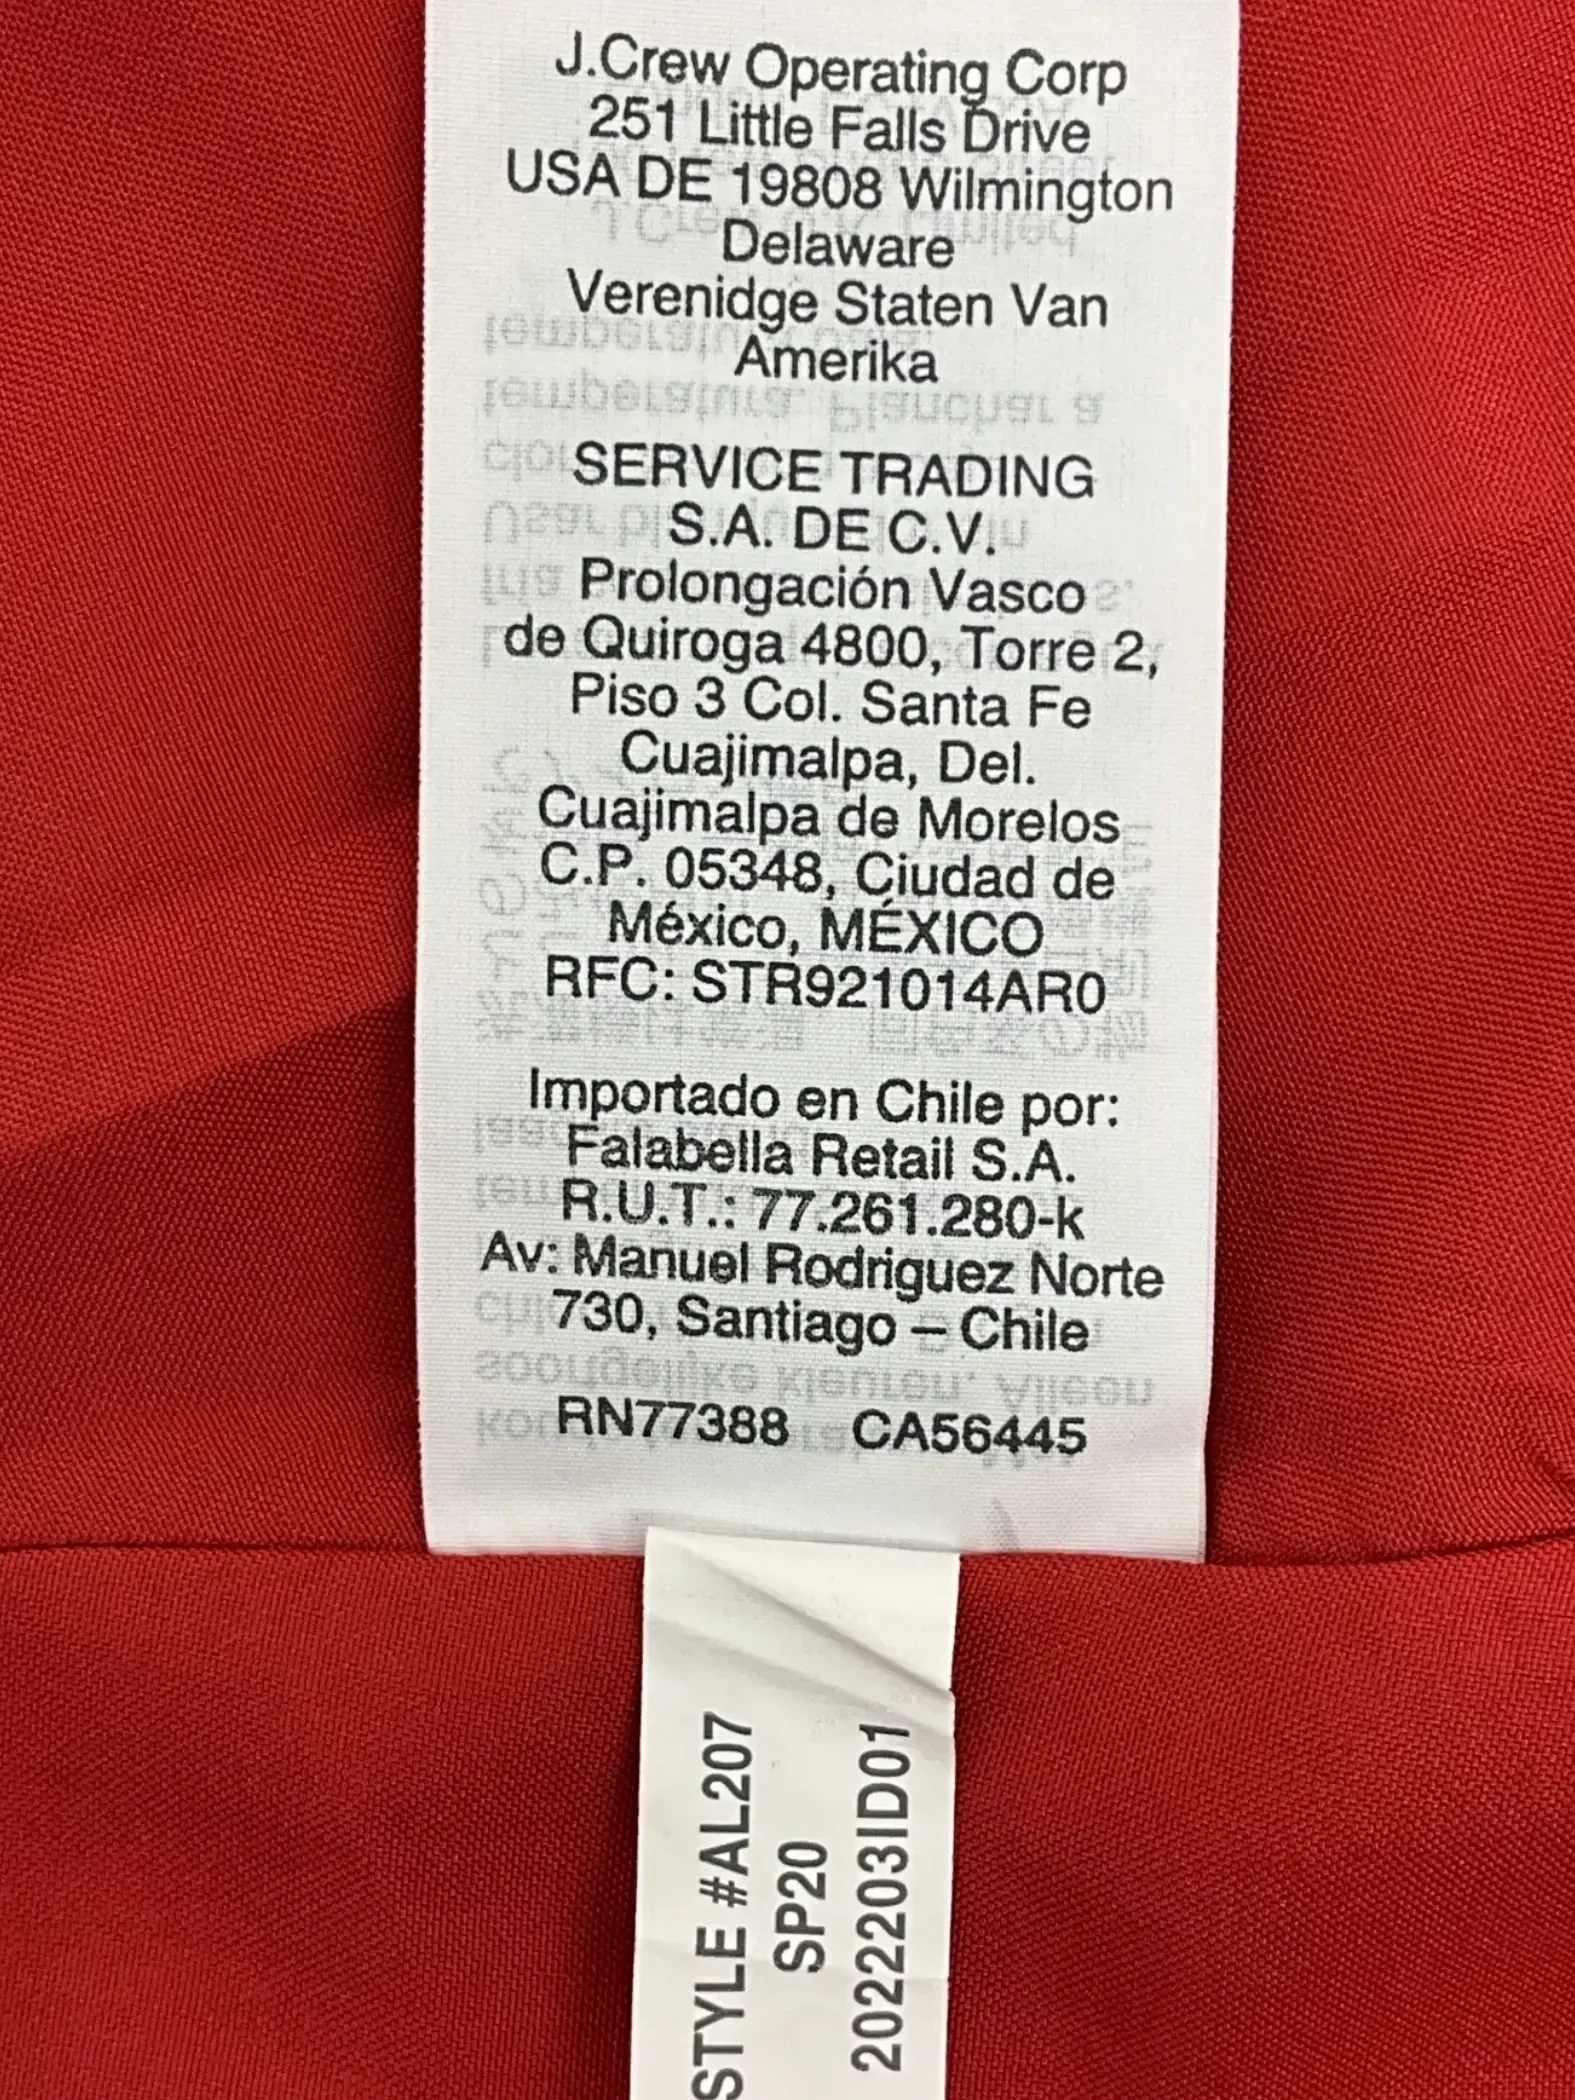 J.Crew Operating Corp
251 Little Falls Drive
USA DE 19808 Wilmington
Delaware
Verenidge Staten Van
Amerika
SERVICE TRADING
S.A. DE C.V.
Prolongación Vasco
de Quiroga 4800, Torre 2,
Piso 3 Col. Santa Fe
Cuajimalpa, Del.
Cuajimalpa de Morelos
C.P. 05348, Ciudad de
México, MÉXICO
RFC: STR921014AR0
Importado en Chile por:
Falabella Retail S.A.
R.U.T.: 77.261.280-k
Av: Manuel Rodriguez Norte
730, Santiago – Chile
RN77388 CA56445
STYLE #AL207
SP20
2022203ID01